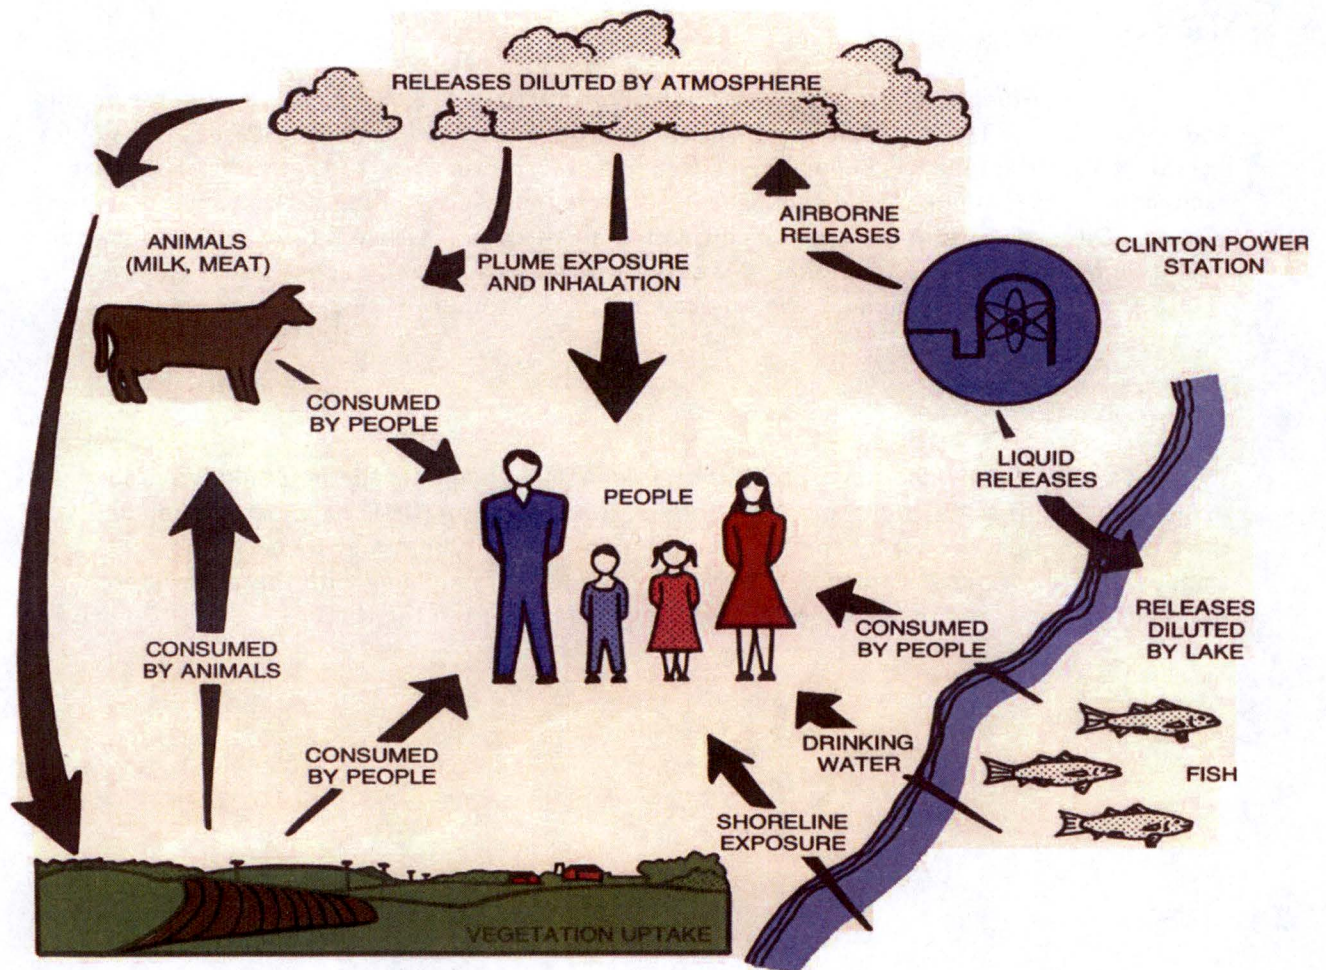 RELEASES DILUTED BY ATMOSPHERE
AIRBORNE
RELEASES
CLINTON POWER
STATION
ANIMALS
(MILK, MEAT)
PLUME EXPOSURE
AND INHALATION
CONSUMED
BY PEOPLE
LIQUID
RELEASES
PEOPLE
RELEASES
DILUTED
BY LAKE
CONSUMED
BY PEOPLE
CONSUMED
BY ANIMALS
CONSUMED
BY PEOPLE
DRINKING
WATER
FISH
SHORELINE
EXPOSURE
VEGETATION UPTAKE